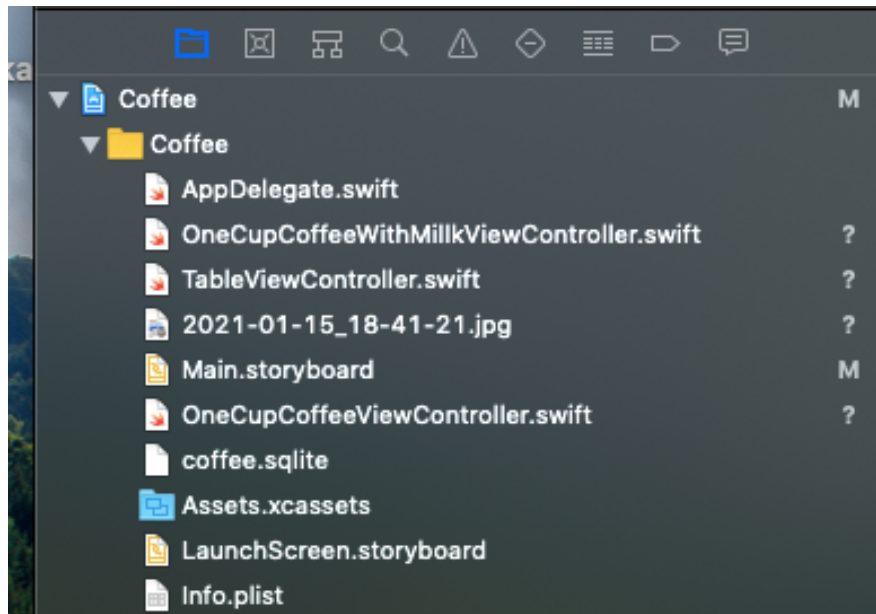 ka
Coffee M
Coffee
AppDelegate.swift
OneCupCoffeeWithMillkViewController.swift ?
TableViewController.swift ?
2021-01-15_18-41-21.jpg ?
Main.storyboard M
OneCupCoffeeViewController.swift ?
coffee.sqlite
Assets.xcassets
LaunchScreen.storyboard
Info.plist